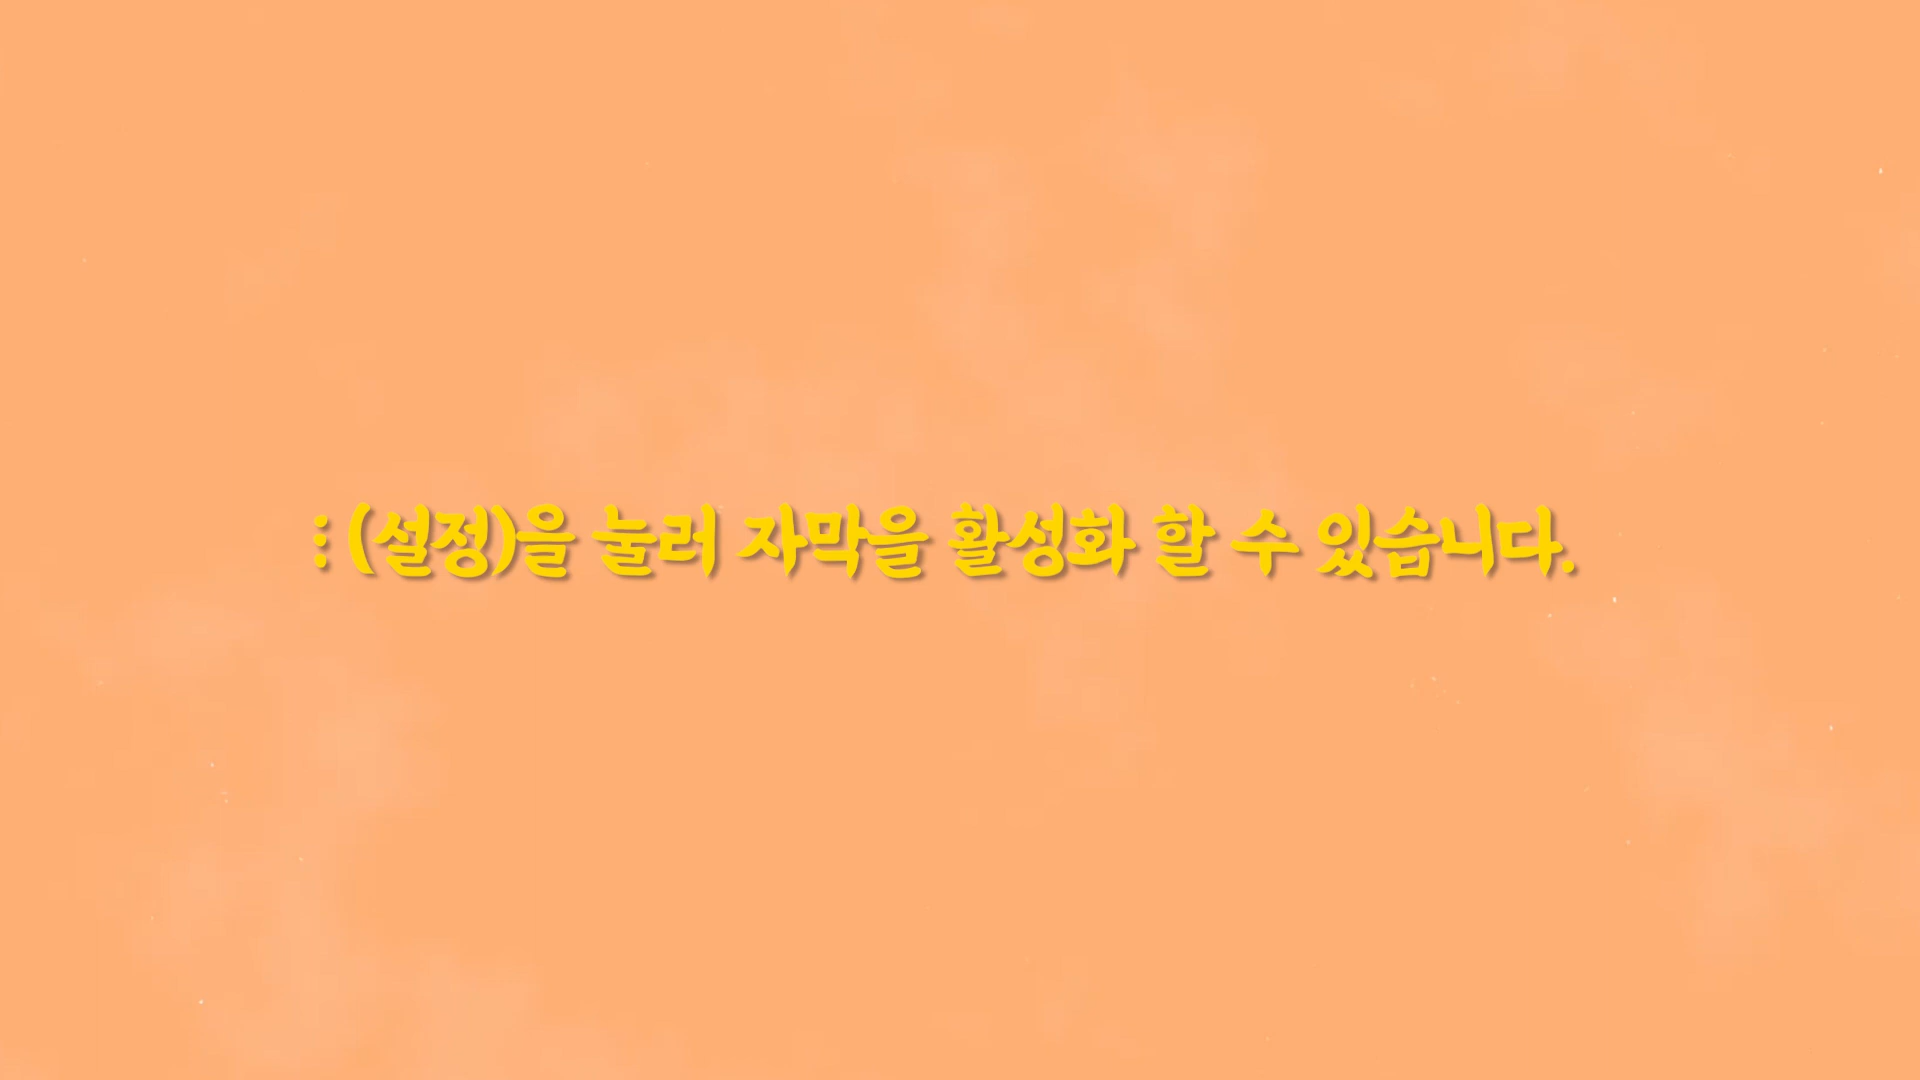 : (설정)을 눌러 자막을 활성화 할 수 있습니다.